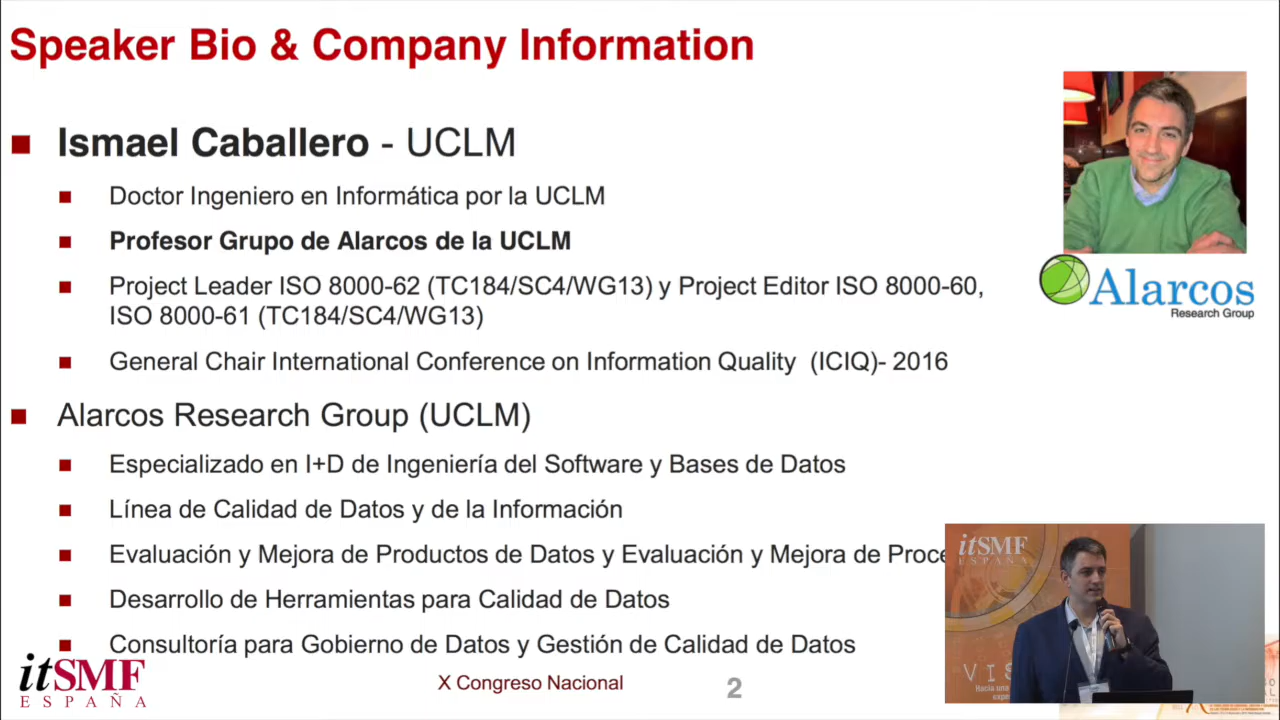 Speaker Bio & Company Information
Ismael Caballero - UCLM
Doctor Ingeniero en Informática por la UCLM
Profesor Grupo de Alarcos de la UCLM
Project Leader ISO 8000-62 (TC184/SC4/WG13) y Project Editor ISO 8000-60,
ISO 8000-61 (TC184/SC4/WG13)
General Chair International Conference on Information Quality (ICIQ)- 2016
Alarcos
Research Group
Alarcos Research Group (UCLM)
Especializado en I+D de Ingeniería del Software y Bases de Datos
Línea de Calidad de Datos y de la Información
Evaluación y Mejora de Productos de Datos y Evaluación y Mejora de Proce
Desarrollo de Herramientas para Calidad de Datos
Consultoría para Gobierno de Datos y Gestión de Calidad de Datos
itSMF
ESPAÑA
VIS
Hacia una
itSMF
ESPAÑA
X Congreso Nacional
2